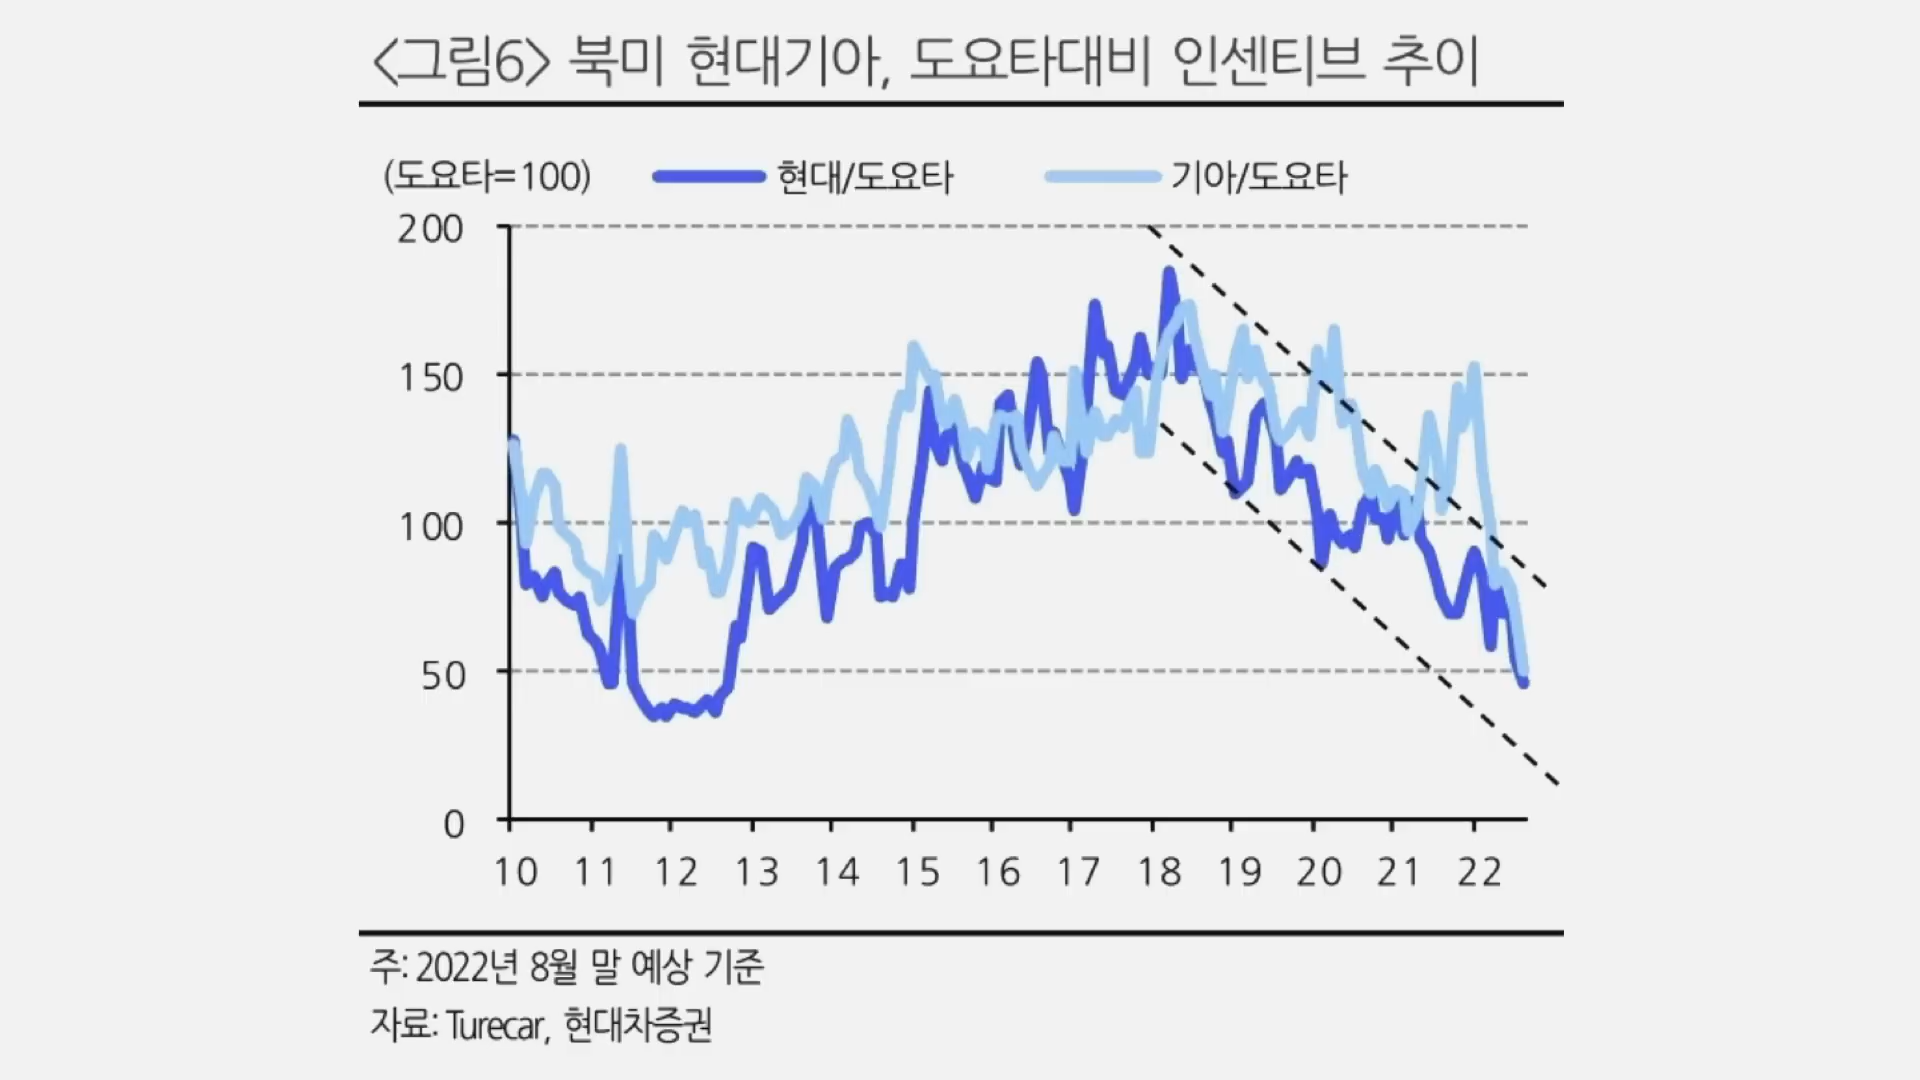 <그림6> 북미 현대기아, 도요타대비 인센티브 추이
(도요타=100) 현대/도요타 기아/도요타
200
150
100
50
0
10 11 12 13 14 15 16 17 18 19 20 21 22
주: 2022년 8월 말 예상 기준
자료: Turecar, 현대차증권